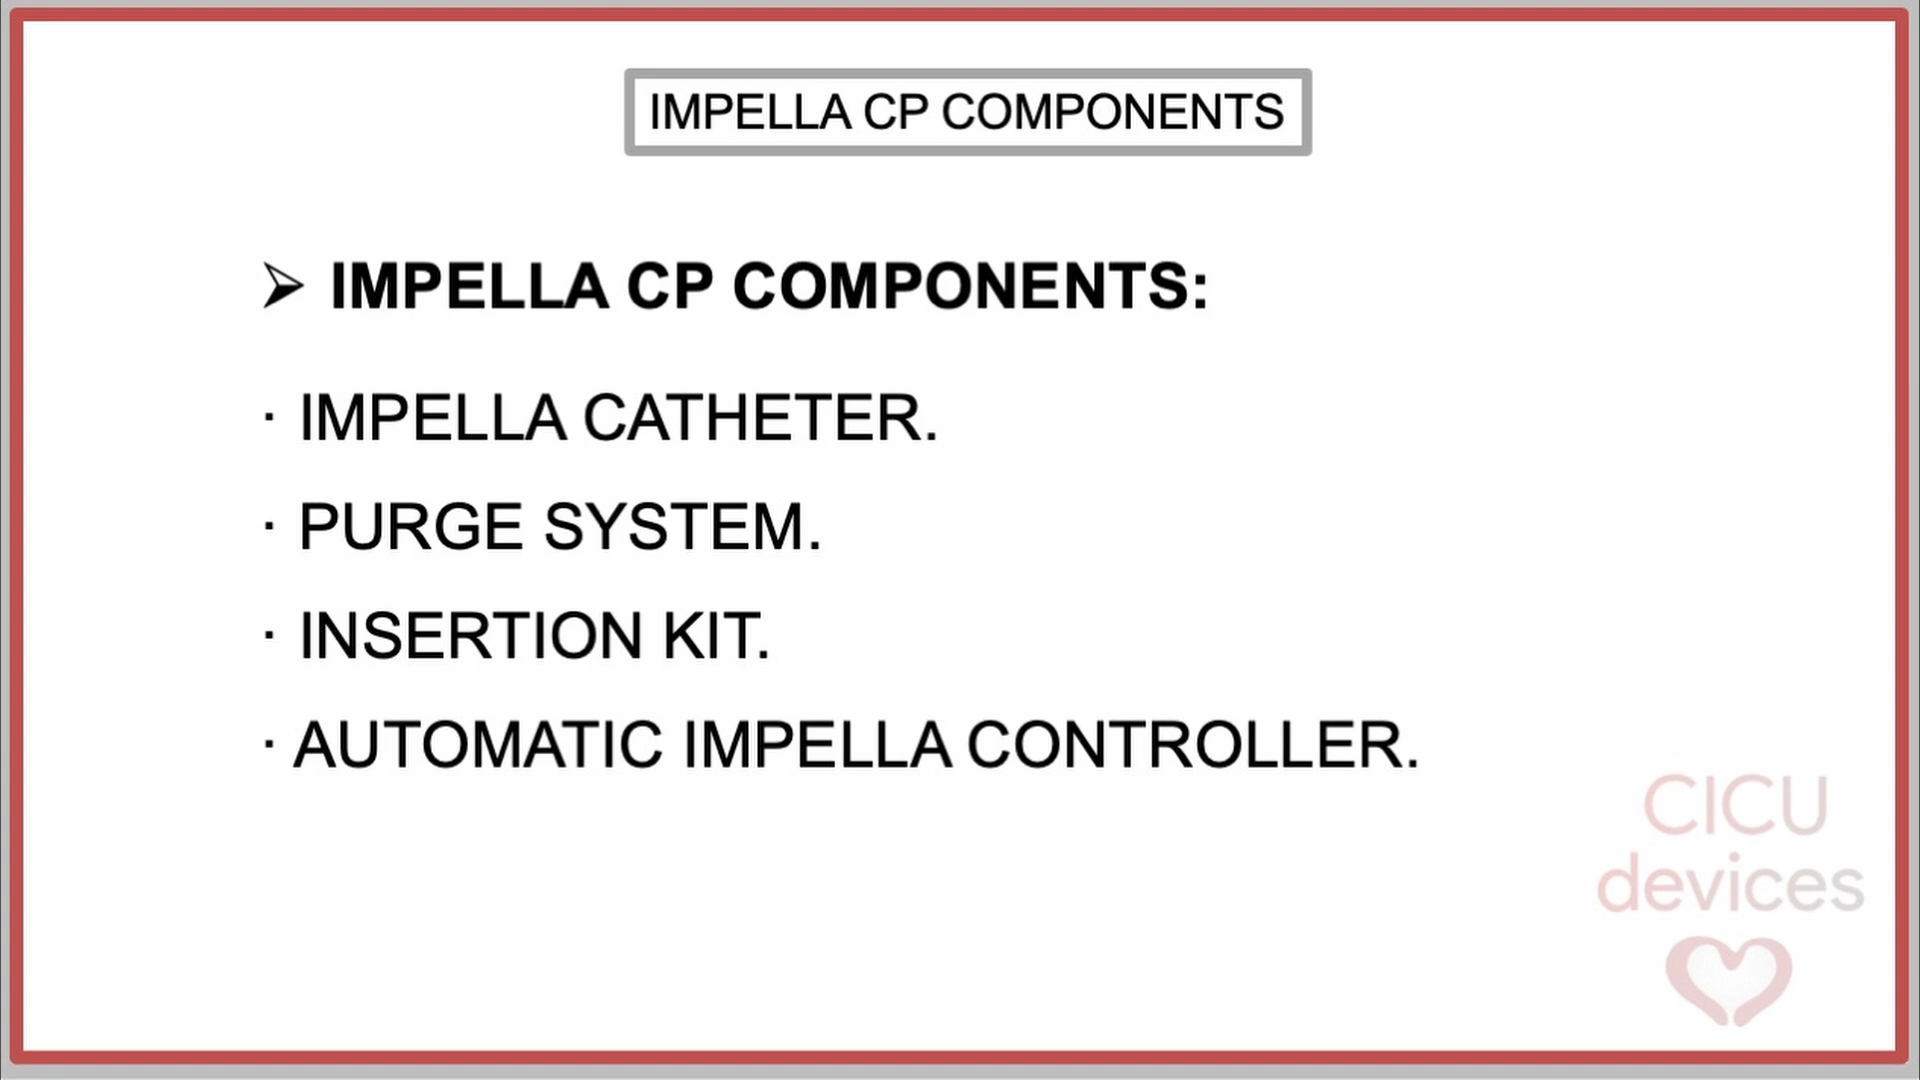 IMPELLA CP COMPONENTS
➢ IMPELLA CP COMPONENTS:
· IMPELLA CATHETER.
· PURGE SYSTEM.
· INSERTION KIT.
· AUTOMATIC IMPELLA CONTROLLER.
CICU
devices